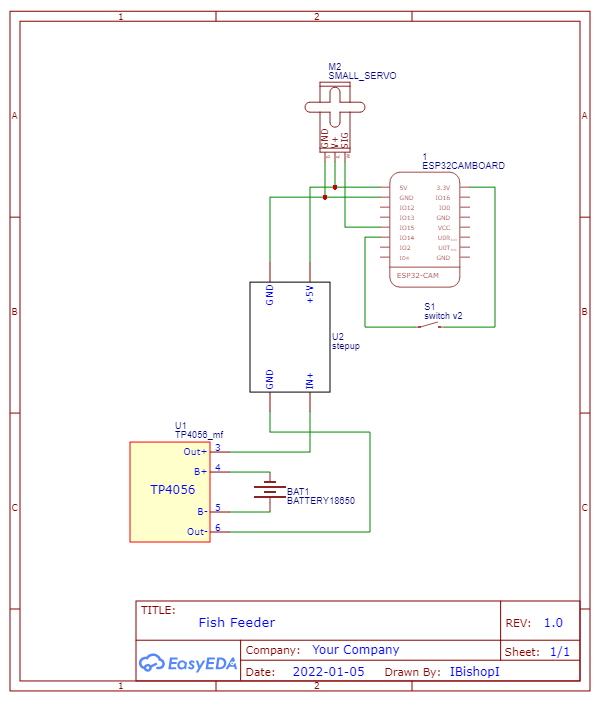 1 2
A A
M2
SMALL_SERVO
GND
V+
SIG
1
ESP32CAMBOARD
5V 3.3V
GND IO16
IO12 IO0
IO13 GND
IO15 VCC
IO14 U0R
IO2 U0T
IO4 GND
ESP32-CAM
B B
S1
switch v2
GND +5V
U2
stepup
GND IN+
U1
TP4056_mf
Out+ 3
B+ 4
TP4056
BAT1
BATTERY18650
B- 5
Out- 6
C C
TITLE:
Fish Feeder
REV: 1.0
EasyEDA
Company: Your Company
Sheet: 1/1
Date: 2022-01-05 Drawn By: IBishopI
1 2